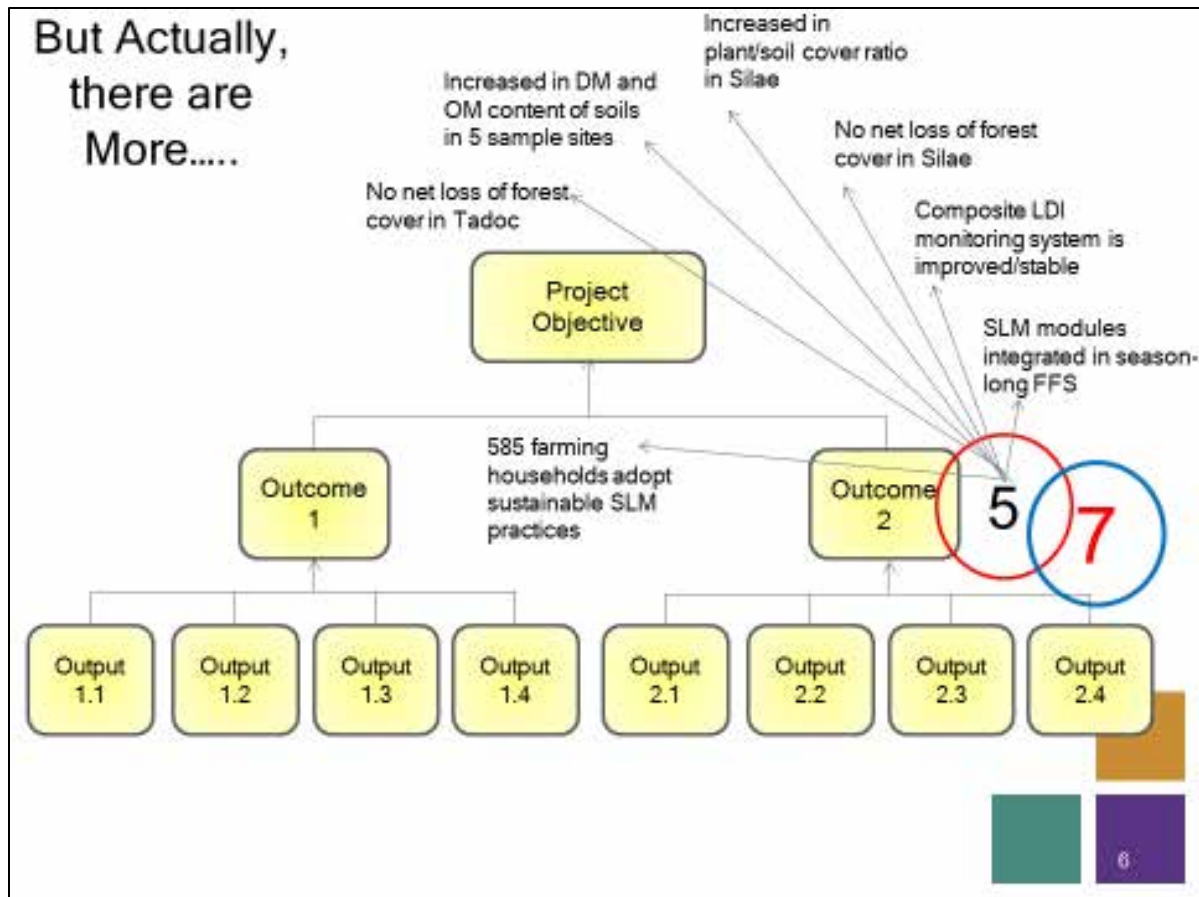 But Actually,
there are
More.....
Increased in
plant/soil cover ratio
in Silae
Increased in DM and
OM content of soils
in 5 sample sites
No net loss of forest
cover in Silae
No net loss of forest
cover in Tadoc
Composite LDI
monitoring system is
improved/stable
Project
Objective
SLM modules
integrated in season-
long FFS
585 farming
households adopt
sustainable SLM
practices
Outcome
1
Outcome
2
5
7
Output
1.1
Output
1.2
Output
1.3
Output
1.4
Output
2.1
Output
2.2
Output
2.3
Output
2.4
6